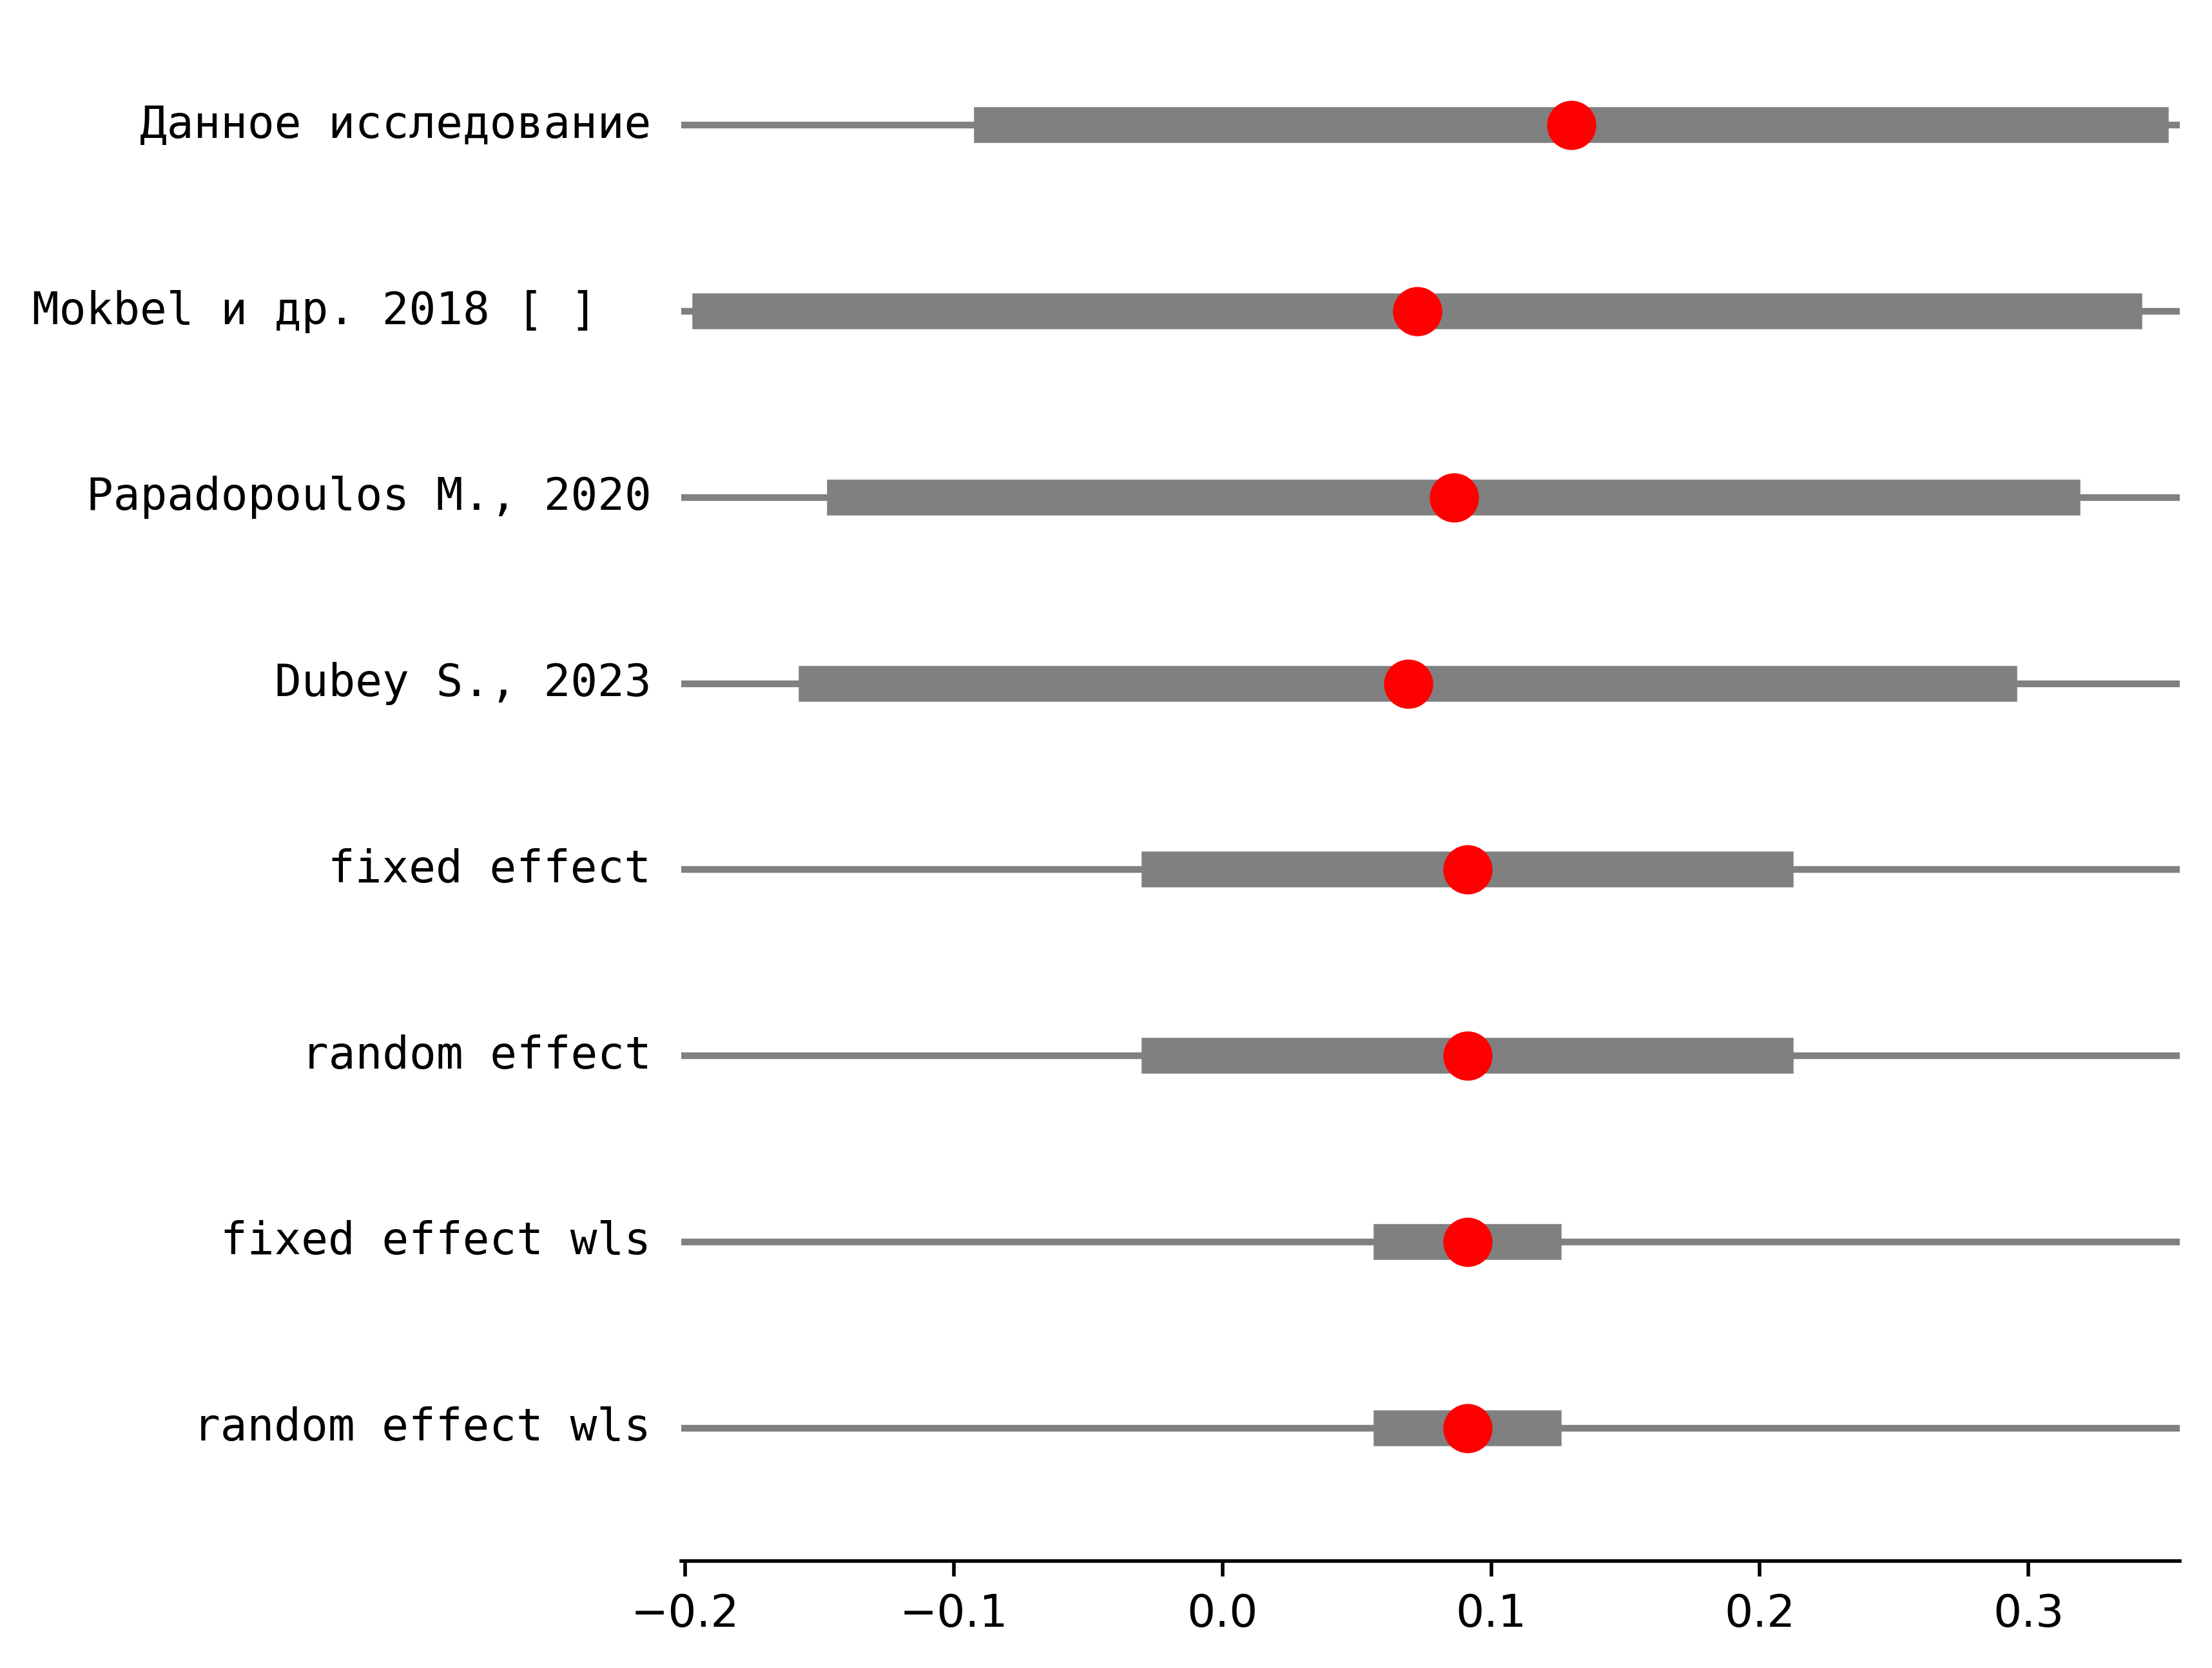 Данное исследование
Mokbel и др. 2018 [ ]
Papadopoulos M., 2020
Dubey S., 2023
fixed effect
random effect
fixed effect wls
random effect wls
−0.2 −0.1 0.0 0.1 0.2 0.3